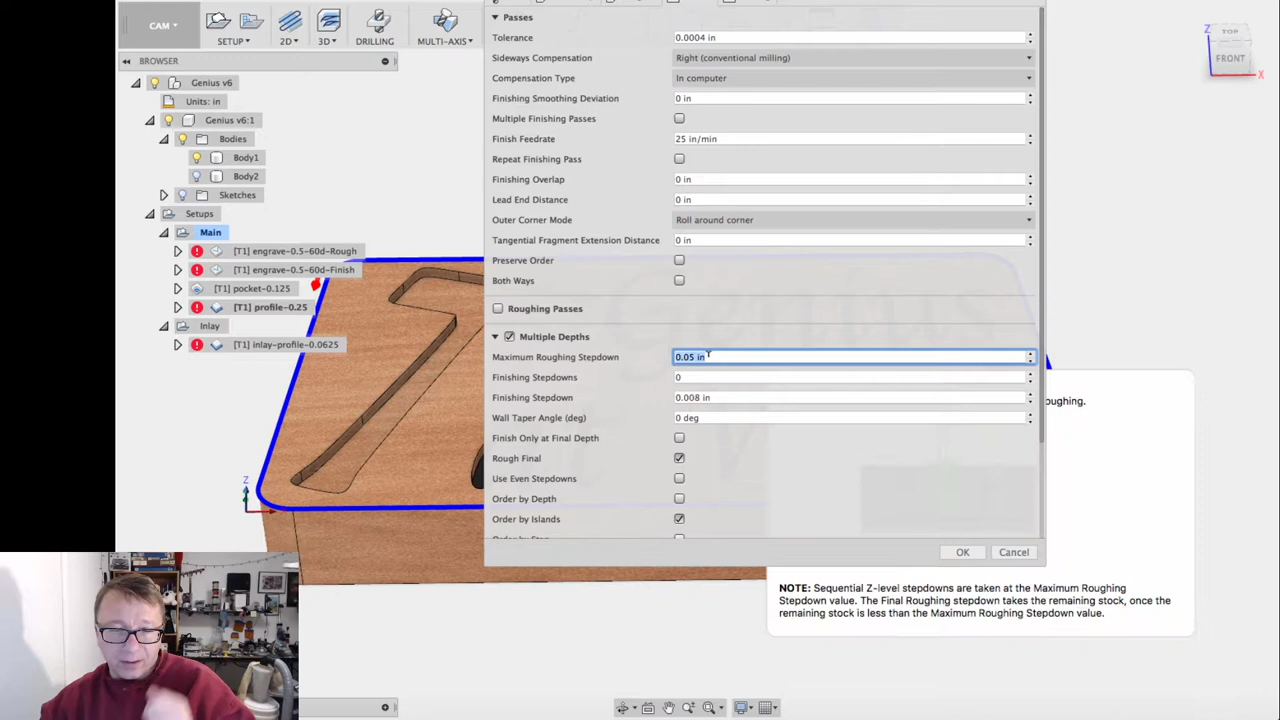 CAM
SETUP
2D
3D
DRILLING
MULTI-AXIS
BROWSER
Genius v6
Units: in
Genius v6:1
Bodies
Body1
Body2
Sketches
Setups
Main
[T1] engrave-0.5-60d-Rough
[T1] engrave-0.5-60d-Finish
[T1] pocket-0.125
[T1] profile-0.25
Inlay
[T1] inlay-profile-0.0625
Passes
Tolerance 0.0004 in
Sideways Compensation Right (conventional milling)
Compensation Type In computer
Finishing Smoothing Deviation 0 in
Multiple Finishing Passes
Finish Feedrate 25 in/min
Repeat Finishing Pass
Finishing Overlap 0 in
Lead End Distance 0 in
Outer Corner Mode Roll around corner
Tangential Fragment Extension Distance 0 in
Preserve Order
Both Ways
Roughing Passes
Multiple Depths
Maximum Roughing Stepdown 0.05 in
Finishing Stepdowns 0
Finishing Stepdown 0.008 in
Wall Taper Angle (deg) 0 deg
Finish Only at Final Depth
Rough Final
Use Even Stepdowns
Order by Depth
Order by Islands
OK Cancel
oughing.
NOTE: Sequential Z-level stepdowns are taken at the Maximum Roughing
Stepdown value. The Final Roughing stepdown takes the remaining stock, once the
remaining stock is less than the Maximum Roughing Stepdown value.
Z
TOP
FRONT
X
Z